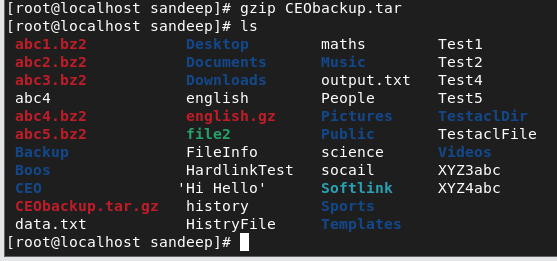 [root@localhost sandeep]# gzip CEObackup.tar
[root@localhost sandeep]# ls
abc1.bz2 Desktop maths Test1
abc2.bz2 Documents Music Test2
abc3.bz2 Downloads output.txt Test4
abc4 english People Test5
abc4.bz2 english.gz Pictures TestaclDir
abc5.bz2 file2 Public TestaclFile
Backup FileInfo science Videos
Boos HardlinkTest socail XYZ3abc
CEO 'Hi Hello' Softlink XYZ4abc
CEObackup.tar.gz history Sports
data.txt HistryFile Templates
[root@localhost sandeep]#